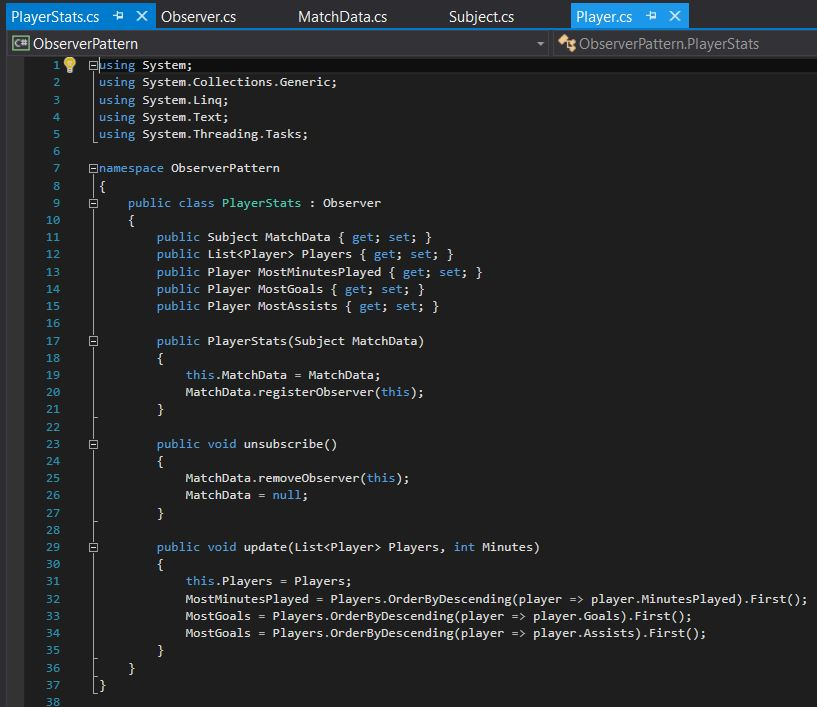 PlayerStats.cs Observer.cs MatchData.cs Subject.cs Player.cs
C# ObserverPattern ObserverPattern.PlayerStats
1 using System;
2 using System.Collections.Generic;
3 using System.Linq;
4 using System.Text;
5 using System.Threading.Tasks;
6
7 namespace ObserverPattern
8 {
9 public class PlayerStats : Observer
10 {
11 public Subject MatchData { get; set; }
12 public List<Player> Players { get; set; }
13 public Player MostMinutesPlayed { get; set; }
14 public Player MostGoals { get; set; }
15 public Player MostAssists { get; set; }
16
17 public PlayerStats(Subject MatchData)
18 {
19 this.MatchData = MatchData;
20 MatchData.registerObserver(this);
21 }
22
23 public void unsubscribe()
24 {
25 MatchData.removeObserver(this);
26 MatchData = null;
27 }
28
29 public void update(List<Player> Players, int Minutes)
30 {
31 this.Players = Players;
32 MostMinutesPlayed = Players.OrderByDescending(player => player.MinutesPlayed).First();
33 MostGoals = Players.OrderByDescending(player => player.Goals).First();
34 MostGoals = Players.OrderByDescending(player => player.Assists).First();
35 }
36 }
37 }
38